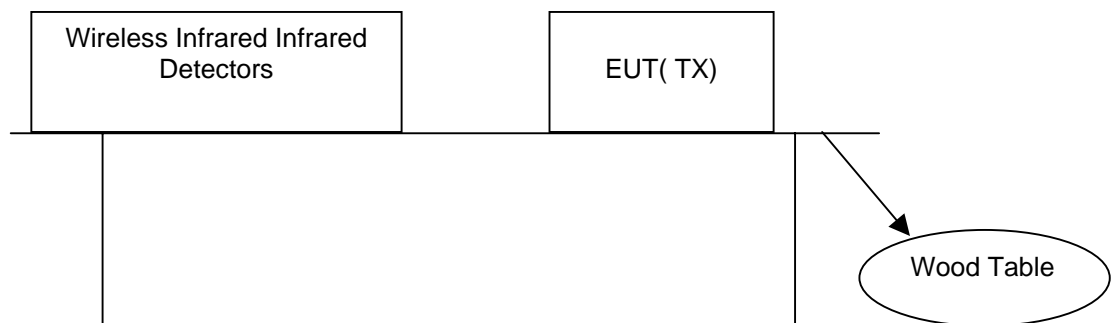 Wireless Infrared Infrared
Detectors
EUT( TX)
Wood Table